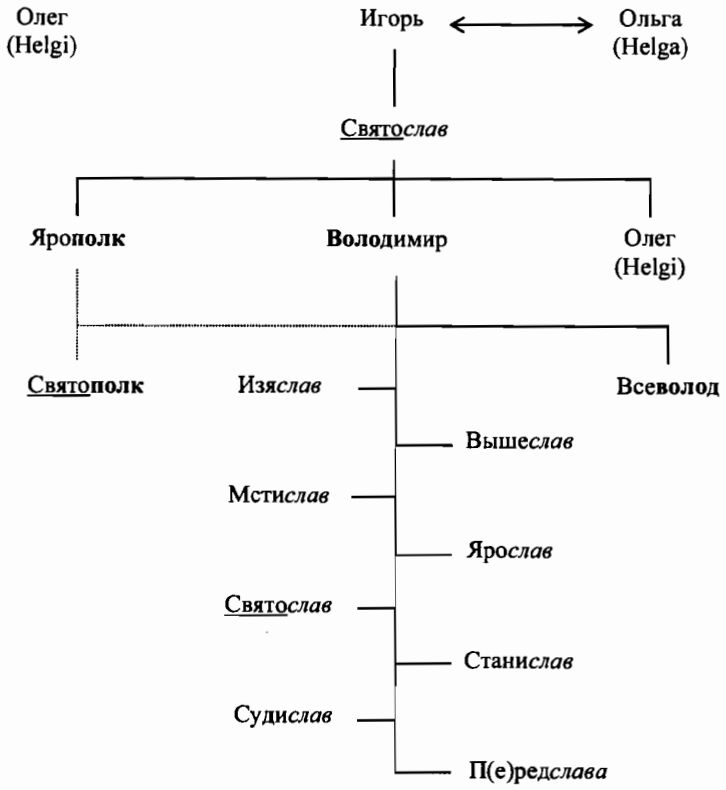 Олег Игорь Ольга
(Helgi) (Helga)
Святослав
Ярополк Володимир Олег
(Helgi)
Святополк Изяслав Всеволод
Вышеслав
Мстислав
Ярослав
Святослав
Станислав
Судислав
П(е)редслава